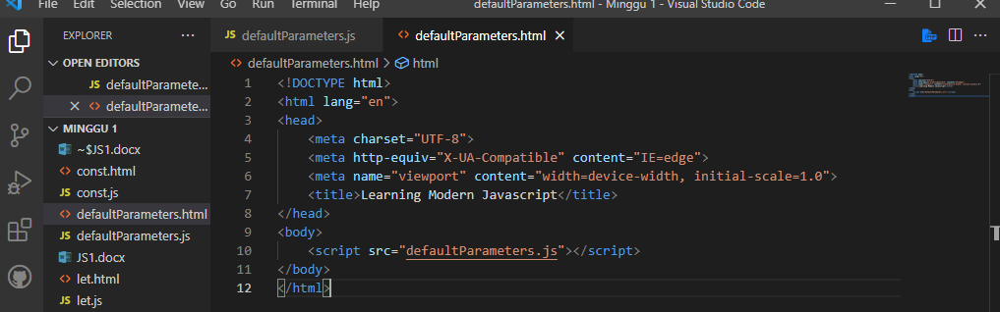 File Edit Selection View Go Run Terminal Help defaultParameters.html - Minggu 1 - Visual Studio Code
EXPLORER ···
JS defaultParameters.js
<> defaultParameters.html ×
OPEN EDITORS
JS defaultParamete...
× <> defaultParamete...
MINGGU 1
~$JS1.docx
<> const.html
JS const.js
<> defaultParameters.html
JS defaultParameters.js
JS1.docx
<> let.html
JS let.js
<> defaultParameters.html > html
1 <!DOCTYPE html>
2 <html lang="en">
3 <head>
4 <meta charset="UTF-8">
5 <meta http-equiv="X-UA-Compatible" content="IE=edge">
6 <meta name="viewport" content="width=device-width, initial-scale=1.0">
7 <title>Learning Modern Javascript</title>
8 </head>
9 <body>
10 <script src="defaultParameters.js"></script>
11 </body>
12 </html>